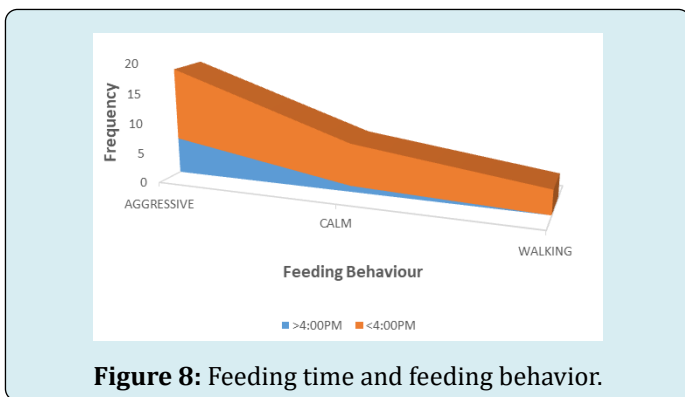 20
15
10
5
0
Frequency
AGGRESSIVE
CALM
WALKING
Feeding Behaviour
>4:00PM <4:00PM
Figure 8: Feeding time and feeding behavior.